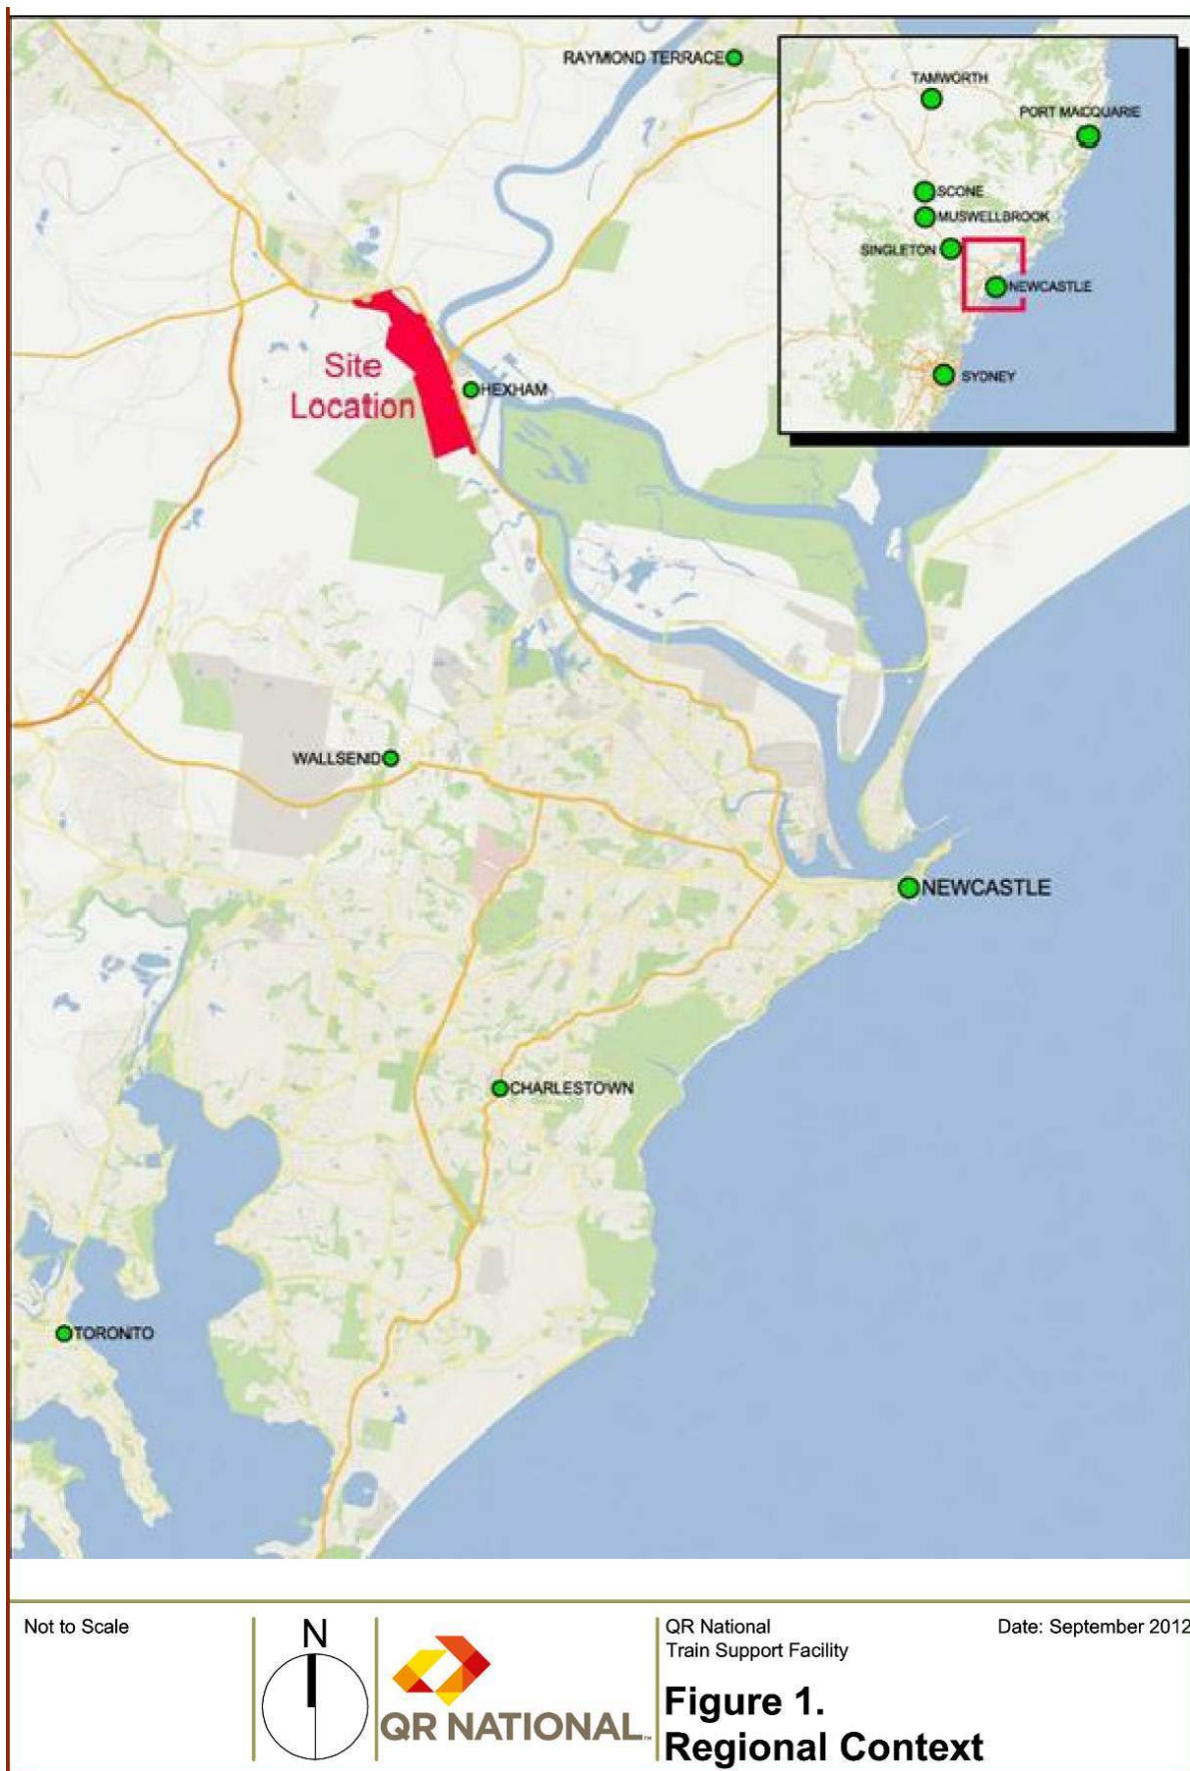 RAYMOND TERRACE
TAMWORTH
PORT MACQUARIE
SCONE
MUSWELLBROOK
SINGLETON
NEWCASTLE
SYDNEY
Site
Location
HEXHAM
WALLSEND
NEWCASTLE
CHARLESTOWN
TORONTO
Not to Scale
N
QR NATIONAL™
QR National
Train Support Facility
Date: September 2012
Figure 1.
Regional Context